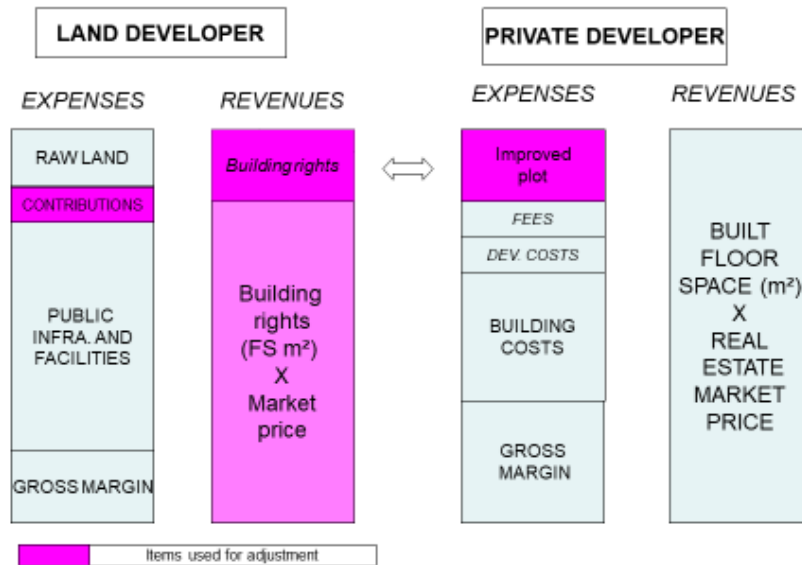 LAND DEVELOPER
EXPENSES
REVENUES
RAW LAND
CONTRIBUTIONS
PUBLIC
INFRA. AND
FACILITIES
GROSS MARGIN
Building rights
Building
rights
(FS m²)
X
Market
price
PRIVATE DEVELOPER
EXPENSES
REVENUES
Improved
plot
FEES
DEV. COSTS
BUILDING
COSTS
GROSS
MARGIN
BUILT
FLOOR
SPACE (m²)
X
REAL
ESTATE
MARKET
PRICE
Items used for adjustment